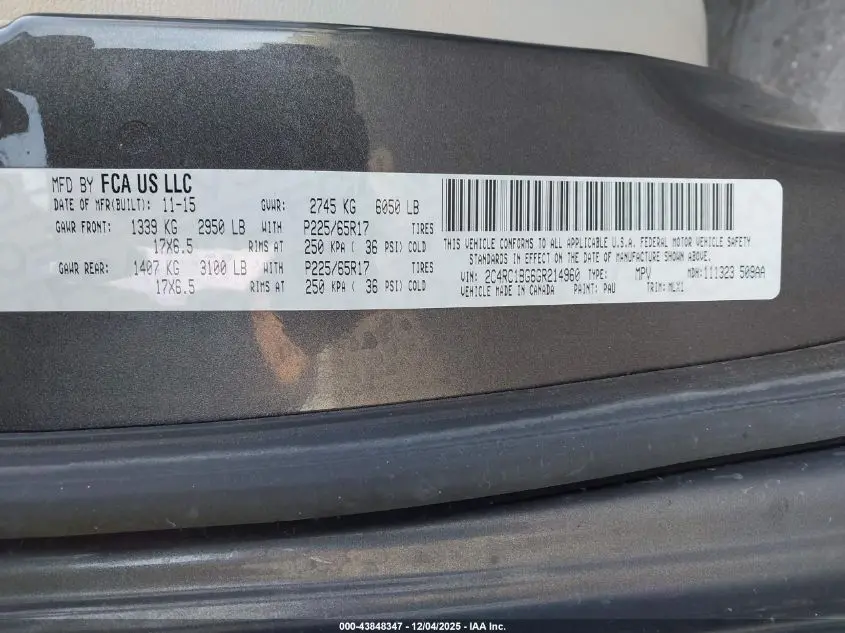 MFD BY FCA US LLC
DATE OF MFR(BUILT): 11-15 GVWR: 2745 KG 6050 LB
GAWR FRONT: 1339 KG 2950 LB WITH P225/65R17 TIRES
17X6.5 RIMS AT 250 KPA ( 36 PSI) COLD
GAWR REAR: 1407 KG 3100 LB WITH P225/65R17 TIRES
17X6.5 RIMS AT 250 KPA ( 36 PSI) COLD
THIS VEHICLE CONFORMS TO ALL APPLICABLE U.S.A. FEDERAL MOTOR VEHICLE SAFETY
STANDARDS IN EFFECT ON THE DATE OF MANUFACTURE SHOWN ABOVE.
VIN: 2C4RC1BG6GR214960 TYPE: MPV MDH: 111323 509AA
VEHICLE MADE IN CANADA PAINT: PAU TRIM: MLX1
000-43848347 - 12/04/2025 - IAA Inc.